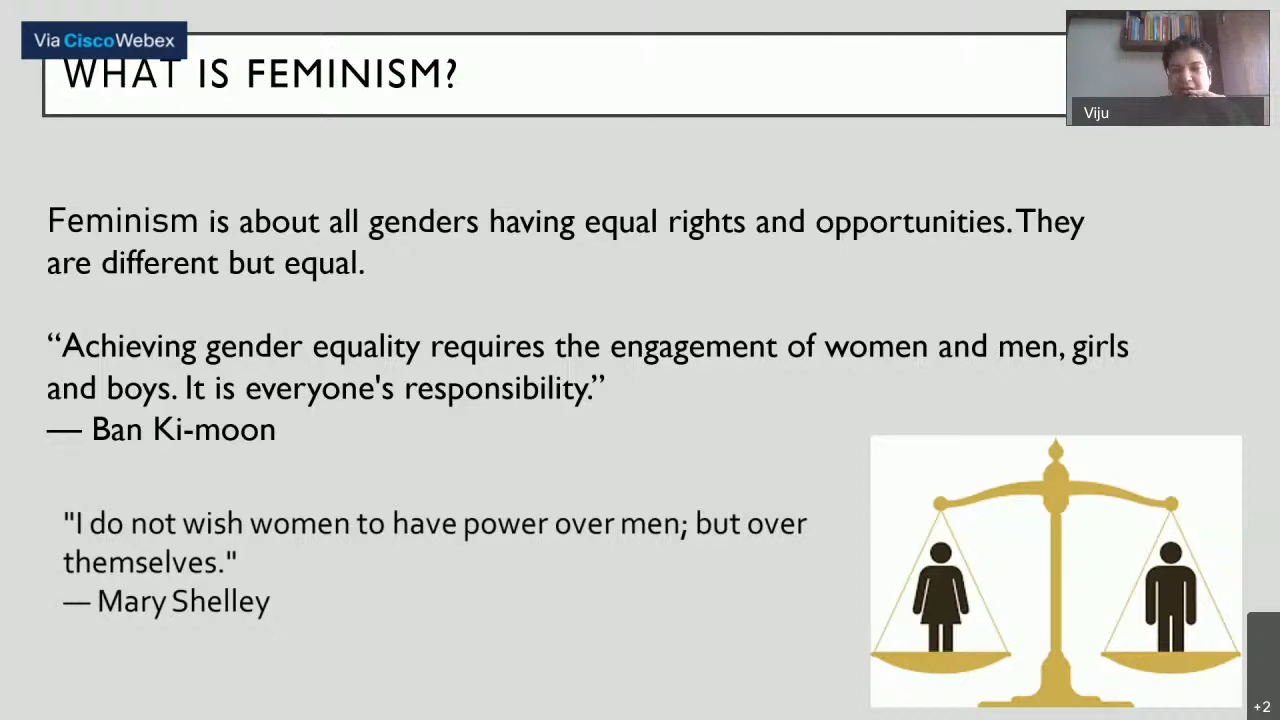 Via CiscoWebex
WHAT IS FEMINISM?
Viju
Feminism is about all genders having equal rights and opportunities. They
are different but equal.
“Achieving gender equality requires the engagement of women and men, girls
and boys. It is everyone's responsibility.”
— Ban Ki-moon
"I do not wish women to have power over men; but over
themselves."
— Mary Shelley
+2